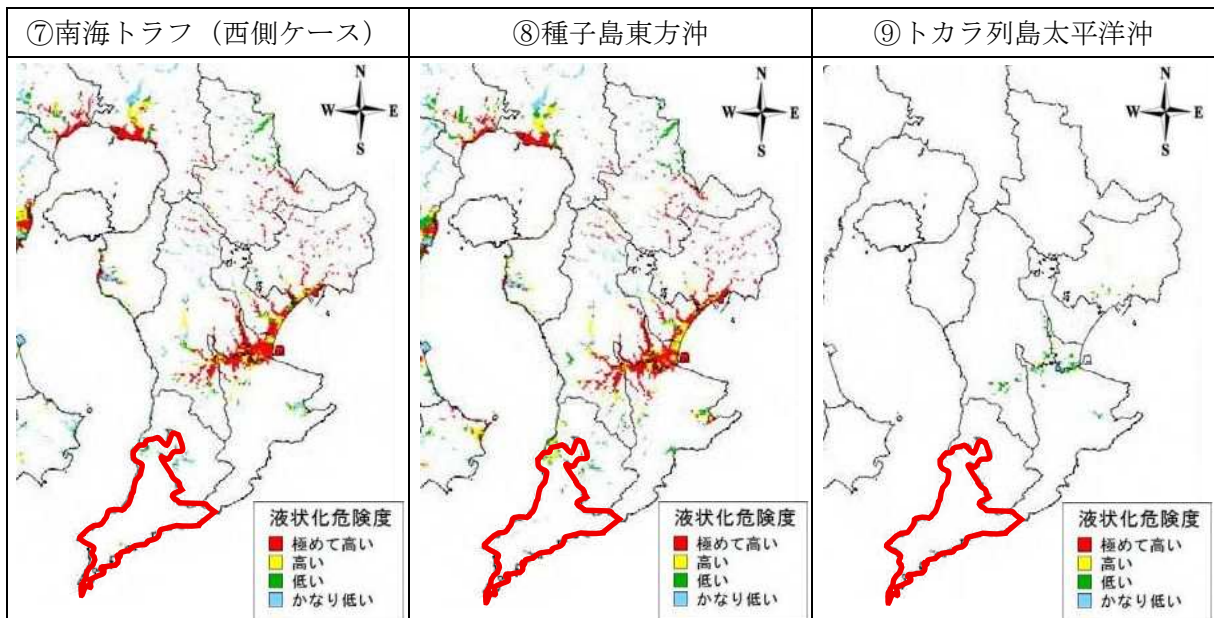 ⑦南海トラフ（西側ケース）
⑧種子島東方沖
⑨トカラ列島太平洋沖
N
W E
S
N
W E
S
N
W E
S
液状化危険度
極めて高い
高い
低い
かなり低い
液状化危険度
極めて高い
高い
低い
かなり低い
液状化危険度
極めて高い
高い
低い
かなり低い